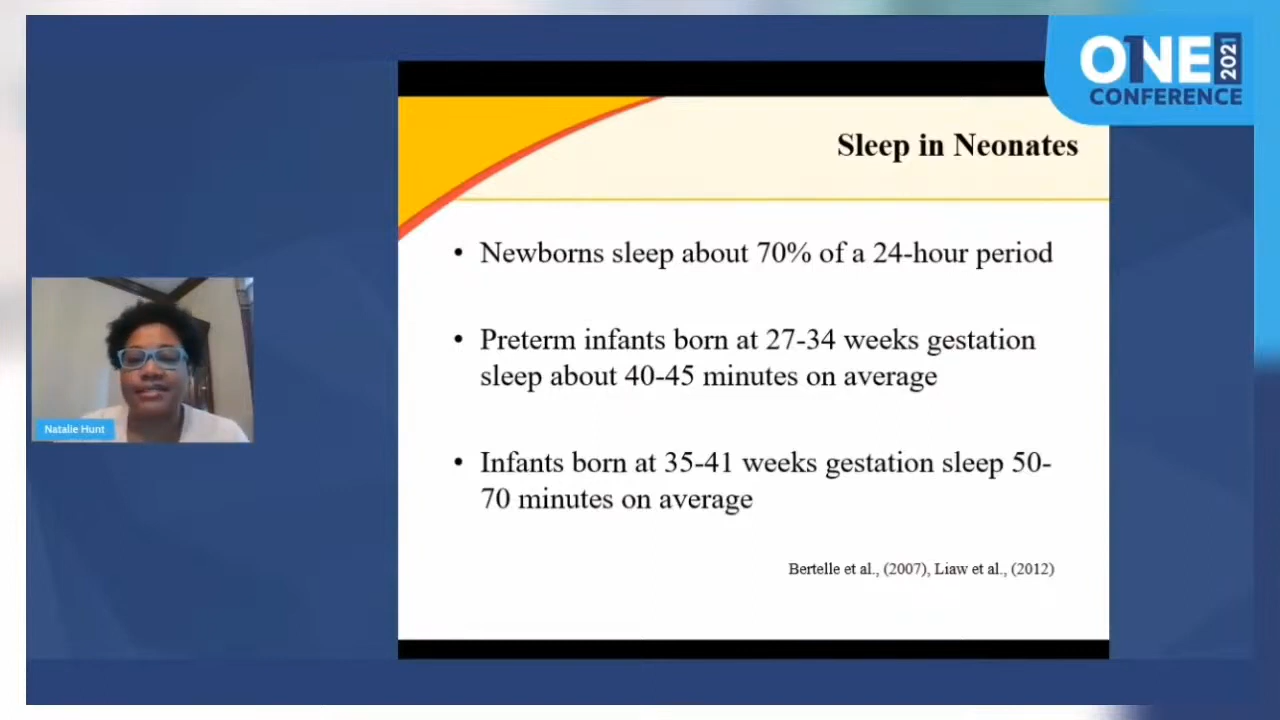 ONE 2021
CONFERENCE
Sleep in Neonates
• Newborns sleep about 70% of a 24-hour period
• Preterm infants born at 27-34 weeks gestation
sleep about 40-45 minutes on average
• Infants born at 35-41 weeks gestation sleep 50-
70 minutes on average
Bertelle et al., (2007), Liaw et al., (2012)
Natalie Hunt